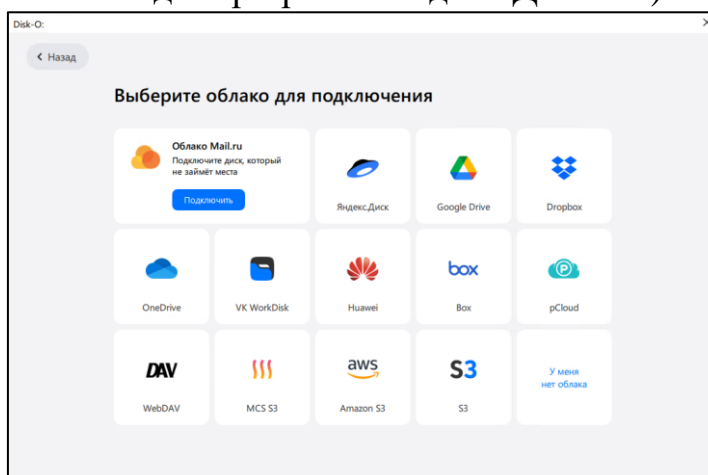 Disk-O:
Назад
Выберите облако для подключения
Облако Mail.ru
Подключите диск, который
не займёт места
Подключить
Яндекс.Диск
Google Drive
Dropbox
OneDrive
VK WorkDisk
Huawei
box
Box
P
pCloud
DAV
WebDAV
MCS S3
aws
Amazon S3
S3
S3
У меня
нет облака